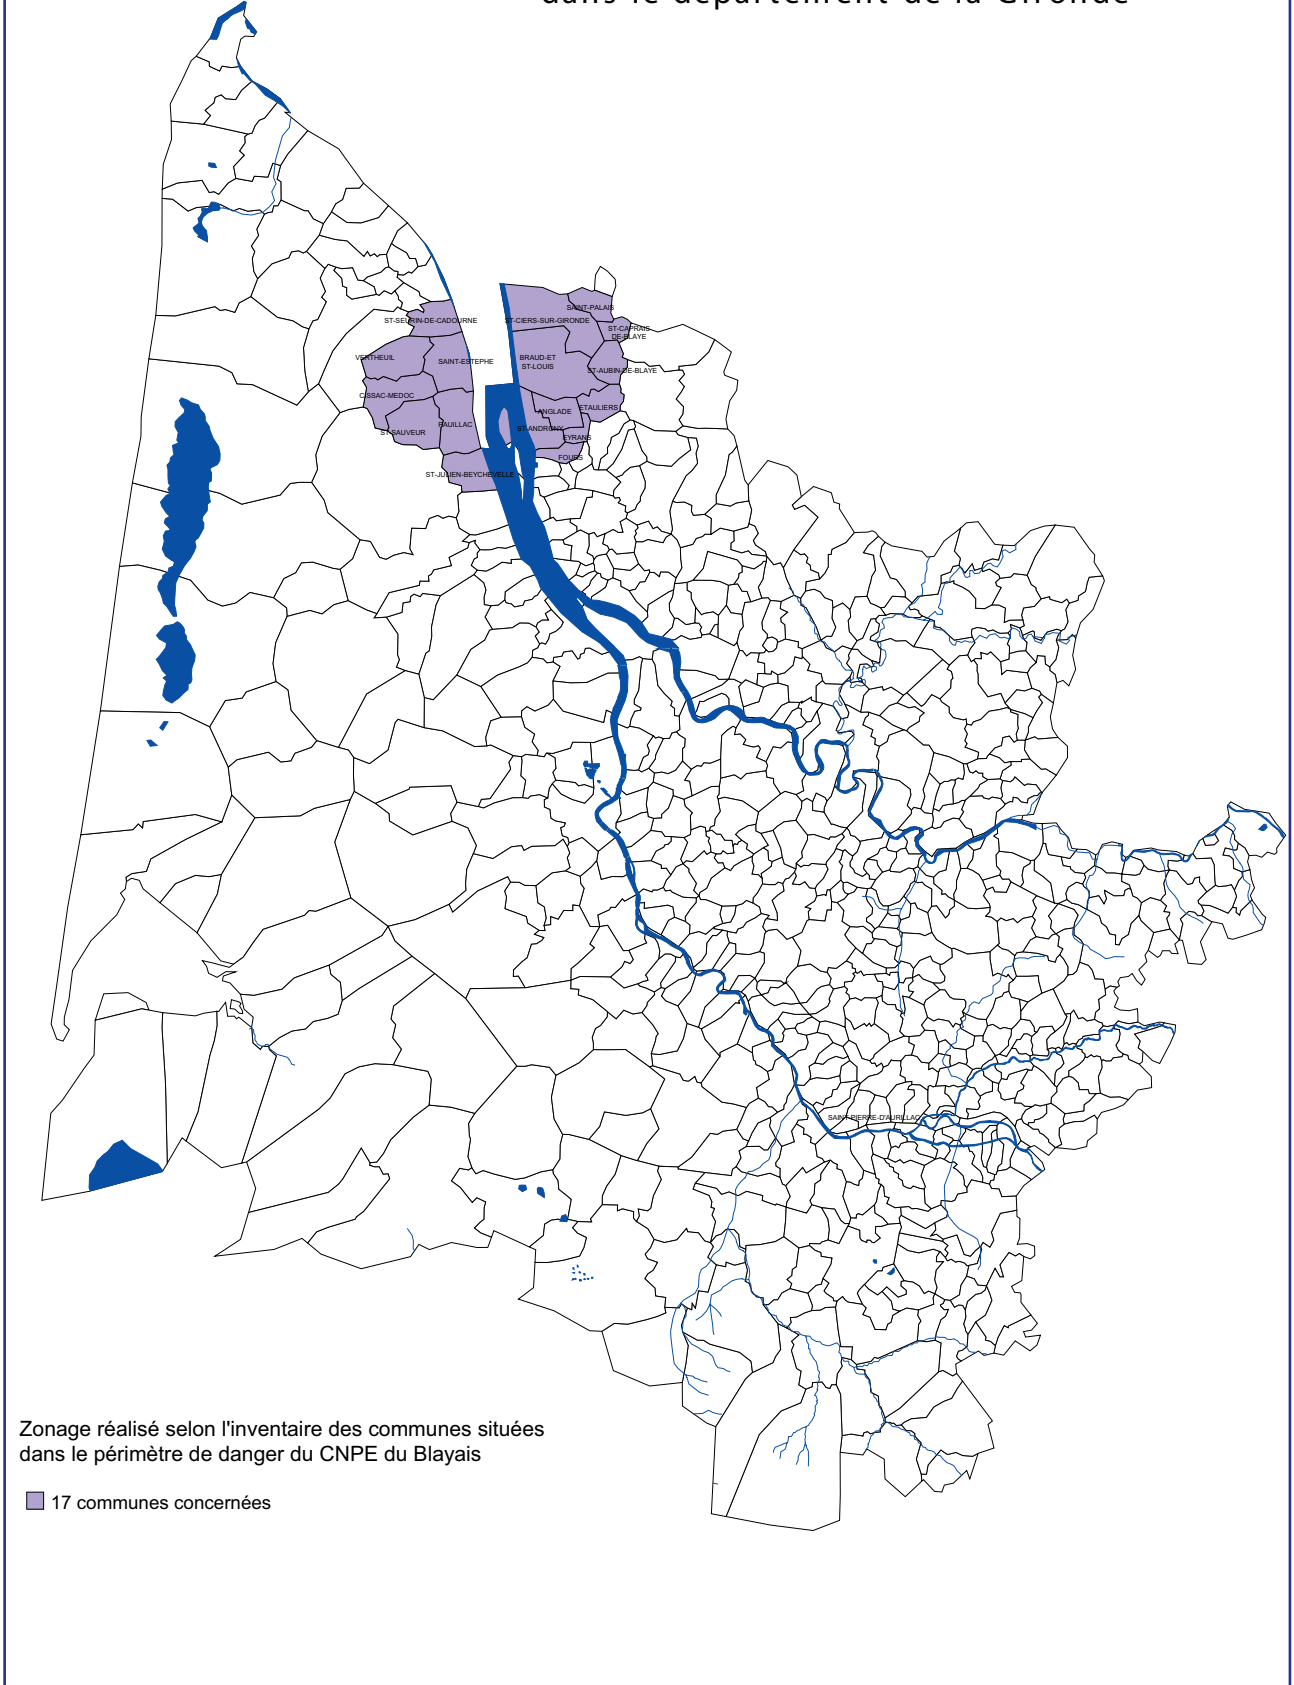 dans le département de la Gironde
SAINT-PALAIS
ST-SEURIN-DE-CADOURNE
ST-CIERS-SUR-GIRONDE
ST-CAPRAIS
DE-BLAYE
VERTHEUIL
SAINT-ESTEPHE
BRAUD-ET
ST-LOUIS
ST-AUBIN-DE-BLAYE
CISSAC-MEDOC
ANGLADE
ETAULIERS
ST-SAUVEUR
PAUILLAC
ST-ANDRONY
EYRANS
FOURS
ST-JULIEN-BEYCHEVELLE
SAINT-PIERRE-D'AURILLAC
Zonage réalisé selon l'inventaire des communes situées
dans le périmètre de danger du CNPE du Blayais
17 communes concernées